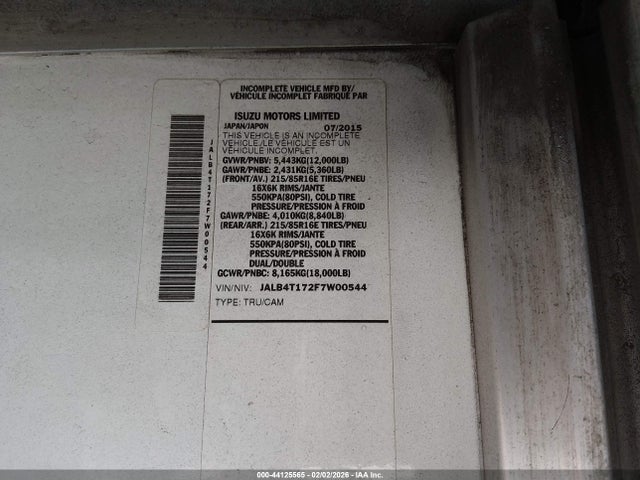 INCOMPLETE VEHICLE MFD BY/
VÉHICULE INCOMPLET FABRIQUÉ PAR
ISUZU MOTORS LIMITED
JAPAN/JAPON 07/2015
THIS VEHICLE IS AN INCOMPLETE
VEHICLE./LE VÉHICULE EST UN
VÉHICULE INCOMPLET.
GVWR/PNBV: 5,443KG(12,000LB)
GAWR/PNBE: 2,431KG(5,360LB)
(FRONT/AV.) 215/85R16E TIRES/PNEU
16X6K RIMS/JANTE
550KPA(80PSI), COLD TIRE
PRESSURE/PRESSION À FROID
GAWR/PNBE: 4,010KG(8,840LB)
(REAR/ARR.) 215/85R16E TIRES/PNEU
16X6K RIMS/JANTE
550KPA(80PSI), COLD TIRE
PRESSURE/PRESSION À FROID
DUAL/DOUBLE
GCWR/PNBC: 8,165KG(18,000LB)
VIN/NIV: JALB4T172F7W00544
TYPE: TRU/CAM
JALB4T172F7W00544
000-44125565 - 02/02/2026 - IAA Inc.